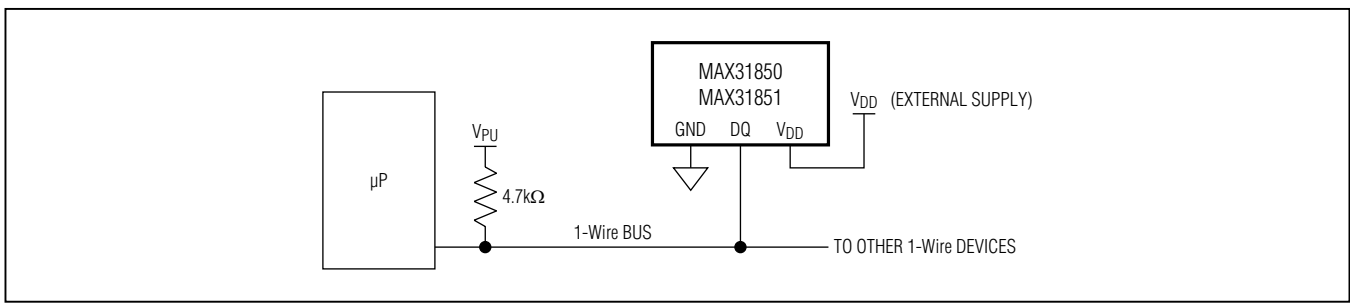 MAX31850
MAX31851
GND DQ VDD
VDD (EXTERNAL SUPPLY)
VPU
µP
4.7kΩ
1-Wire BUS
TO OTHER 1-Wire DEVICES